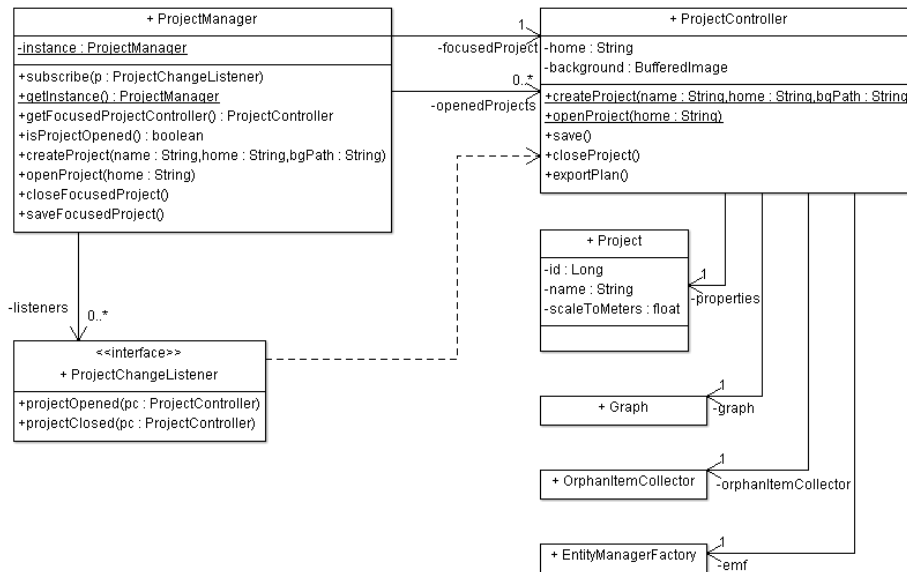 + ProjectManager
-instance : ProjectManager
+subscribe(p : ProjectChangeListener)
+getInstance() : ProjectManager
+getFocusedProjectController() : ProjectController
+isProjectOpened() : boolean
+createProject(name : String,home : String,bgPath : String)
+openProject(home : String)
+closeFocusedProject()
+saveFocusedProject()
1
-focusedProject
0..*
-openedProjects
+ ProjectController
-home : String
-background : BufferedImage
+createProject(name : String,home : String,bgPath : String)
+openProject(home : String)
+save()
+closeProject()
+exportPlan()
-listeners
0..*
<<interface>>
+ ProjectChangeListener
+projectOpened(pc : ProjectController)
+projectClosed(pc : ProjectController)
+ Project
-id : Long
-name : String
-scaleToMeters : float
1
-properties
+ Graph
1
-graph
+ OrphanItemCollector
1
-orphanItemCollector
+ EntityManagerFactory
1
-emf